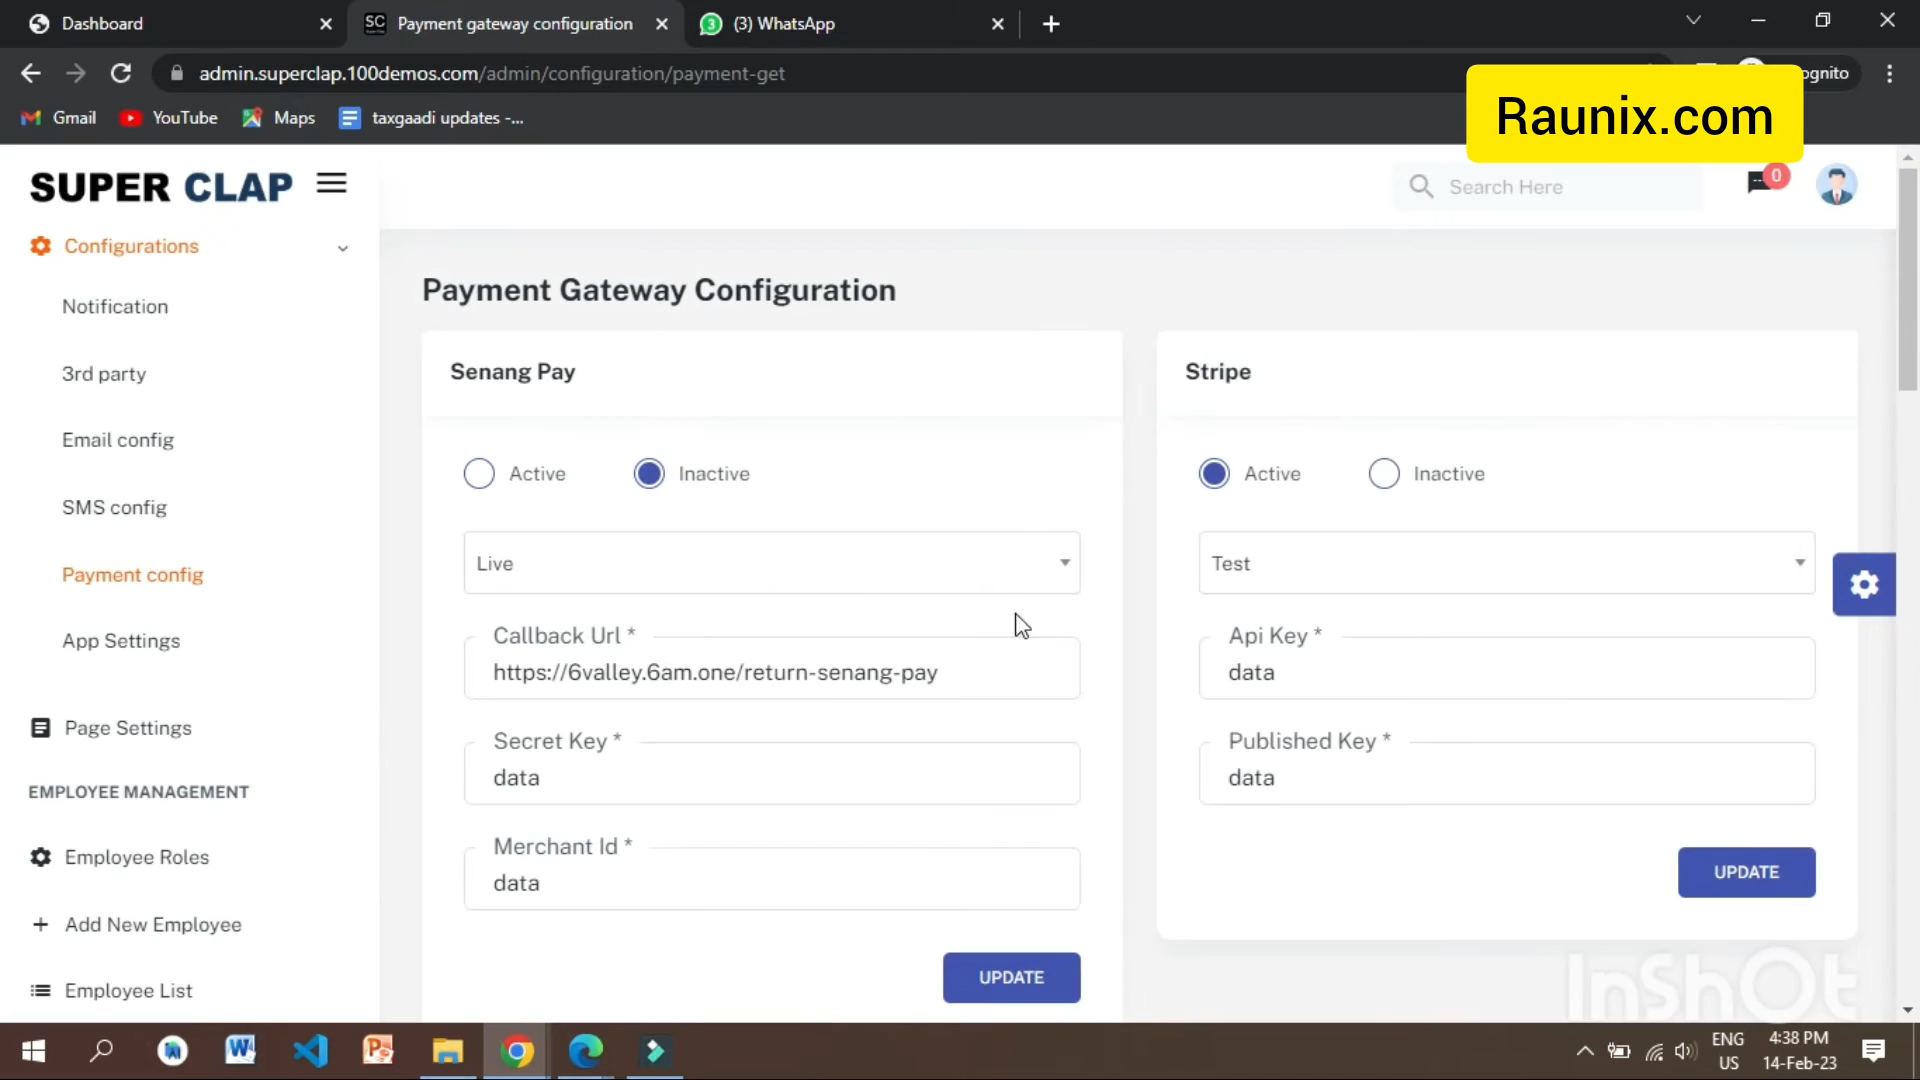 Dashboard
Payment gateway configuration
(3) WhatsApp
admin.superclap.100demos.com/admin/configuration/payment-get
ognito
Gmail
YouTube
Maps
taxgaadi updates -...
Raunix.com
SUPER CLAP
Search Here
0
Configurations
Notification
3rd party
Email config
SMS config
Payment config
App Settings
Page Settings
EMPLOYEE MANAGEMENT
Employee Roles
Add New Employee
Employee List
Payment Gateway Configuration
Senang Pay
Active
Inactive
Live
Callback Url *
https://6valley.6am.one/return-senang-pay
Secret Key *
data
Merchant Id *
data
UPDATE
Stripe
Active
Inactive
Test
Api Key *
data
Published Key *
data
UPDATE
InShOt
ENG
US
4:38 PM
14-Feb-23